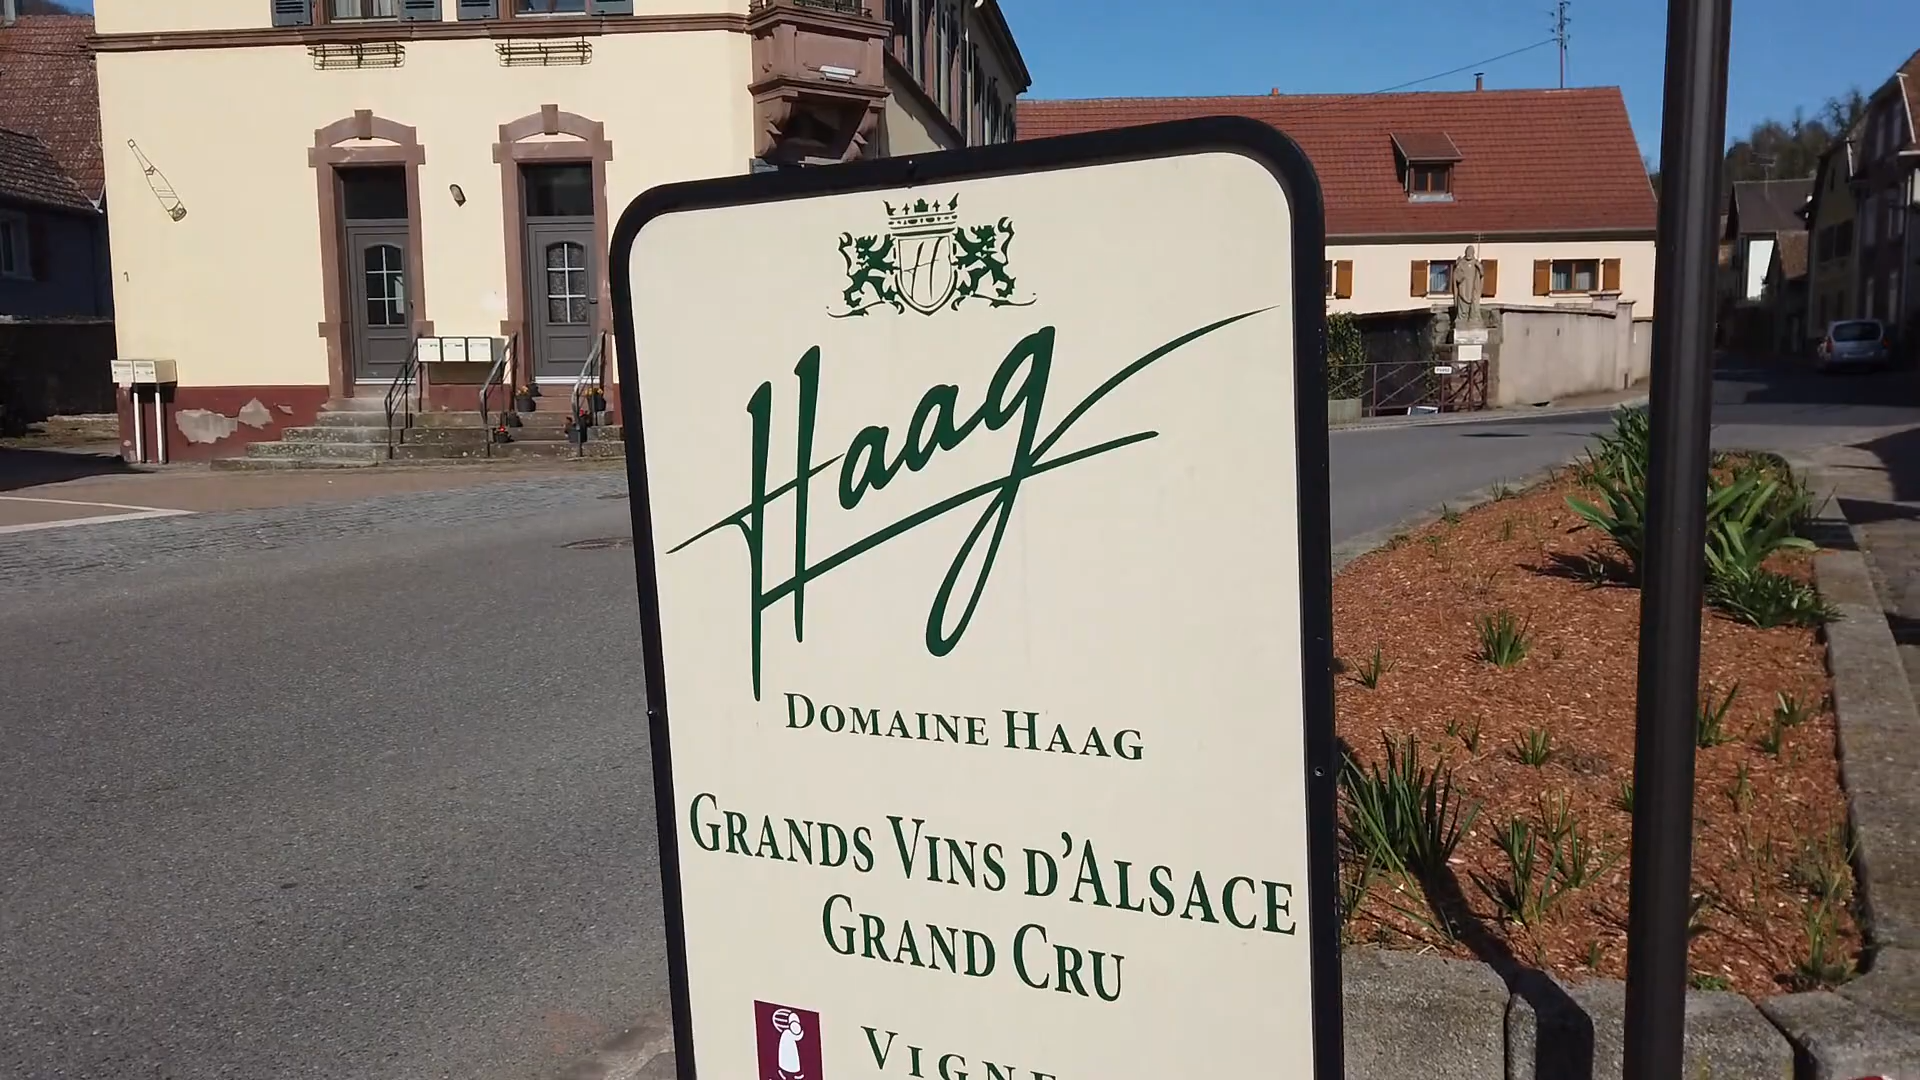 H
Haag
DOMAINE HAAG
GRANDS VINS D'ALSACE
GRAND CRU